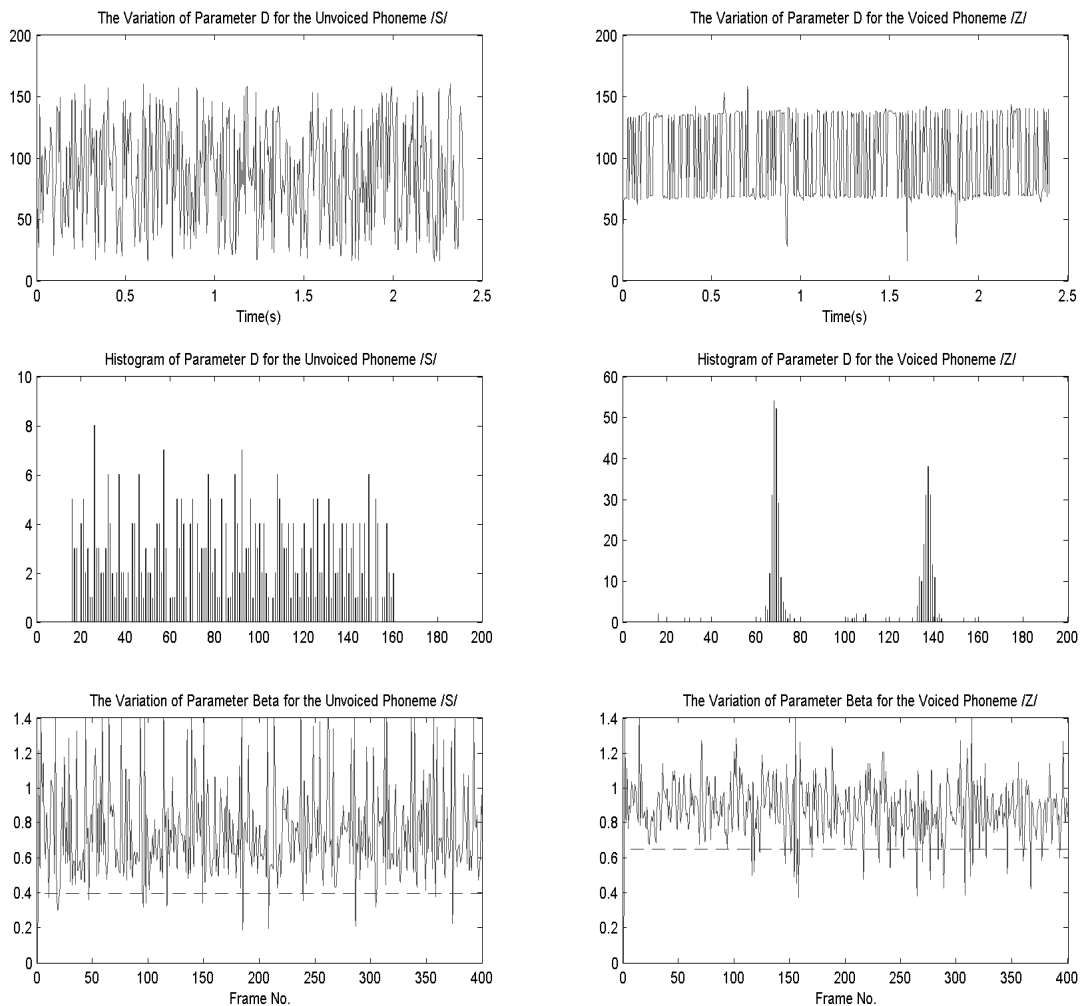 The Variation of Parameter D for the Unvoiced Phoneme /S/
200
150
100
50
0
0 0.5 1 1.5 2 2.5
Time(s)
The Variation of Parameter D for the Voiced Phoneme /Z/
200
150
100
50
0
0 0.5 1 1.5 2 2.5
Time(s)
Histogram of Parameter D for the Unvoiced Phoneme /S/
10
8
6
4
2
0
0 20 40 60 80 100 120 140 160 180 200
Histogram of Parameter D for the Voiced Phoneme /Z/
60
50
40
30
20
10
0
0 20 40 60 80 100 120 140 160 180 200
The Variation of Parameter Beta for the Unvoiced Phoneme /S/
1.4
1.2
1
0.8
0.6
0.4
0.2
0
0 50 100 150 200 250 300 350 400
Frame No.
The Variation of Parameter Beta for the Voiced Phoneme /Z/
1.4
1.2
1
0.8
0.6
0.4
0.2
0
0 50 100 150 200 250 300 350 400
Frame No.